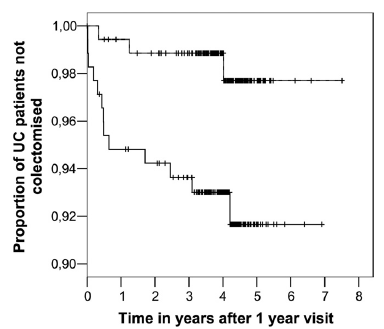 Proportion of UC patients not
colectomised
1,00
0,98
0,96
0,94
0,92
0,90
0 1 2 3 4 5 6 7 8
Time in years after 1 year visit